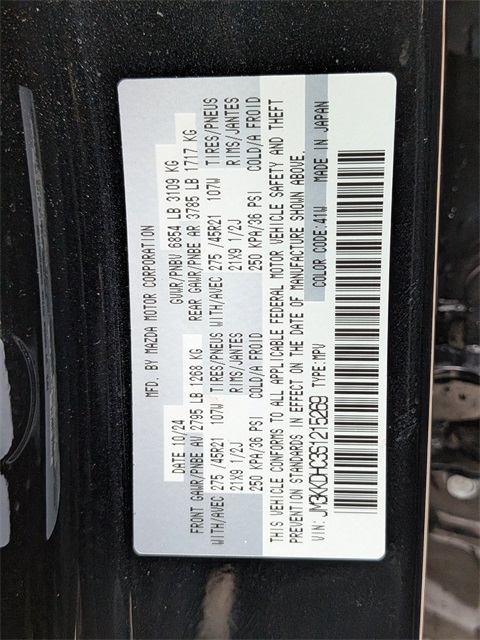 MFD. BY MAZDA MOTOR CORPORATION
DATE 10/24 GVWR/PNBV 6854 LB 3109 KG
FRONT GAWR/PNBE AV 2795 LB 1268 KG REAR GAWR/PNBE AR 3785 LB 1717 KG
WITH/AVEC 275 /45R21 107W TIRES/PNEUS WITH/AVEC 275 /45R21 107W TIRES/PNEUS
21X9 1/2J RIMS/JANTES 21X9 1/2J RIMS/JANTES
250 KPA/36 PSI COLD/A FROID 250 KPA/36 PSI COLD/A FROID
THIS VEHICLE CONFORMS TO ALL APPLICABLE FEDERAL MOTOR VEHICLE SAFETY AND THEFT
PREVENTION STANDARDS IN EFFECT ON THE DATE OF MANUFACTURE SHOWN ABOVE.
COLOR CODE:41W MADE IN JAPAN
VIN: JM3KKDHC3S1215269 TYPE:MPV